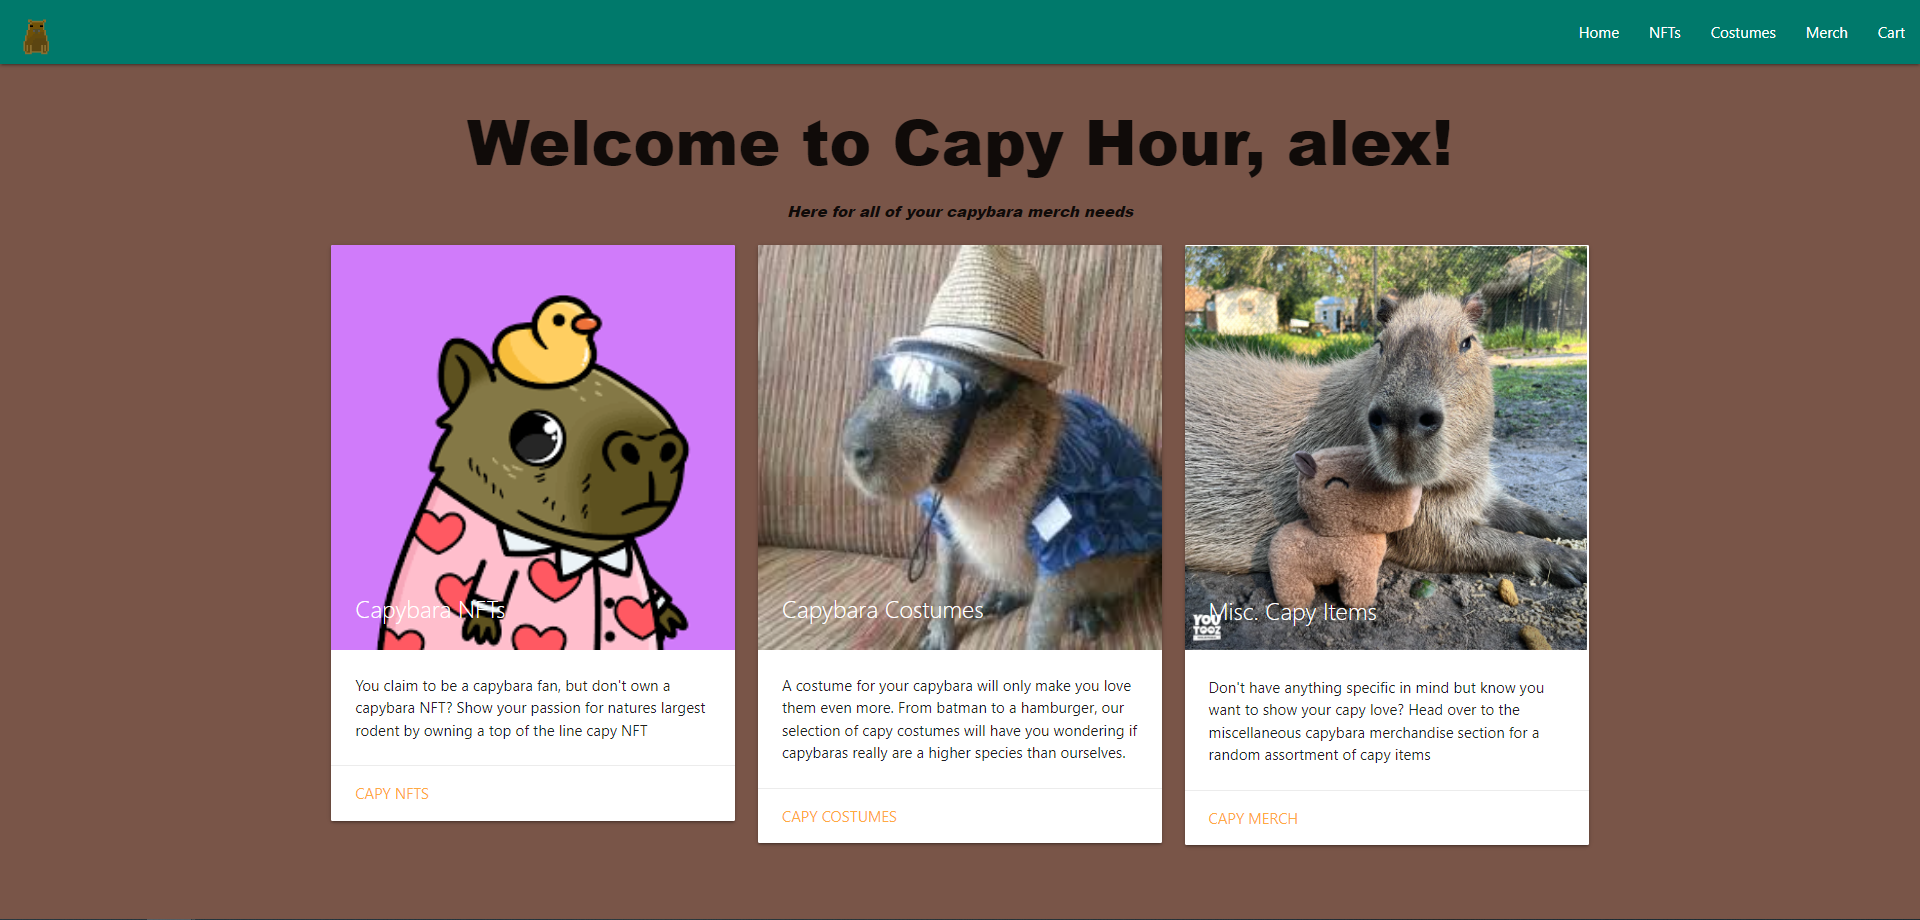 Home NFTs Costumes Merch Cart
Welcome to Capy Hour, alex!
Here for all of your capybara merch needs
Capybara NFTs
You claim to be a capybara fan, but don't own a
capybara NFT? Show your passion for natures largest
rodent by owning a top of the line capy NFT
CAPY NFTS
Capybara Costumes
A costume for your capybara will only make you love
them even more. From batman to a hamburger, our
selection of capy costumes will have you wondering if
capybaras really are a higher species than ourselves.
CAPY COSTUMES
YOU
TOOZ
Misc. Capy Items
Don't have anything specific in mind but know you
want to show your capy love? Head over to the
miscellaneous capybara merchandise section for a
random assortment of capy items
CAPY MERCH